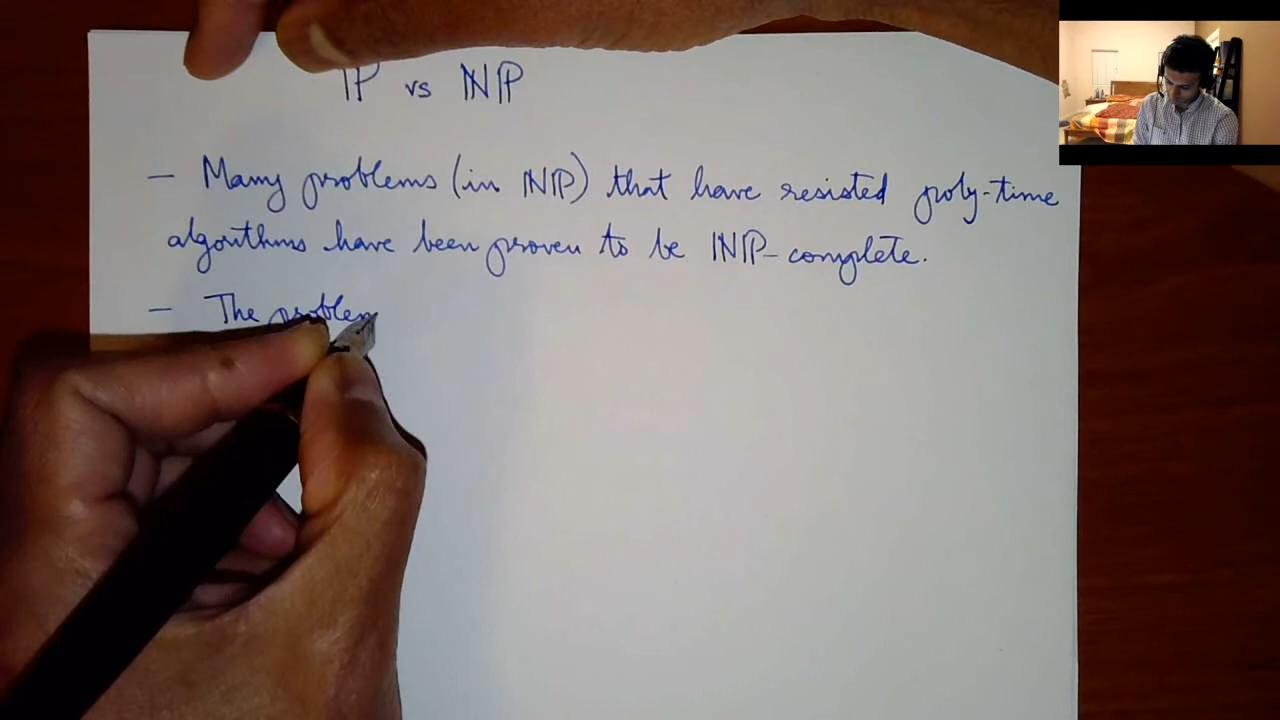 P vs NP
- Many problems (in NP) that have resisted poly-time
algorithms have been proven to be NP-complete.
- The problem